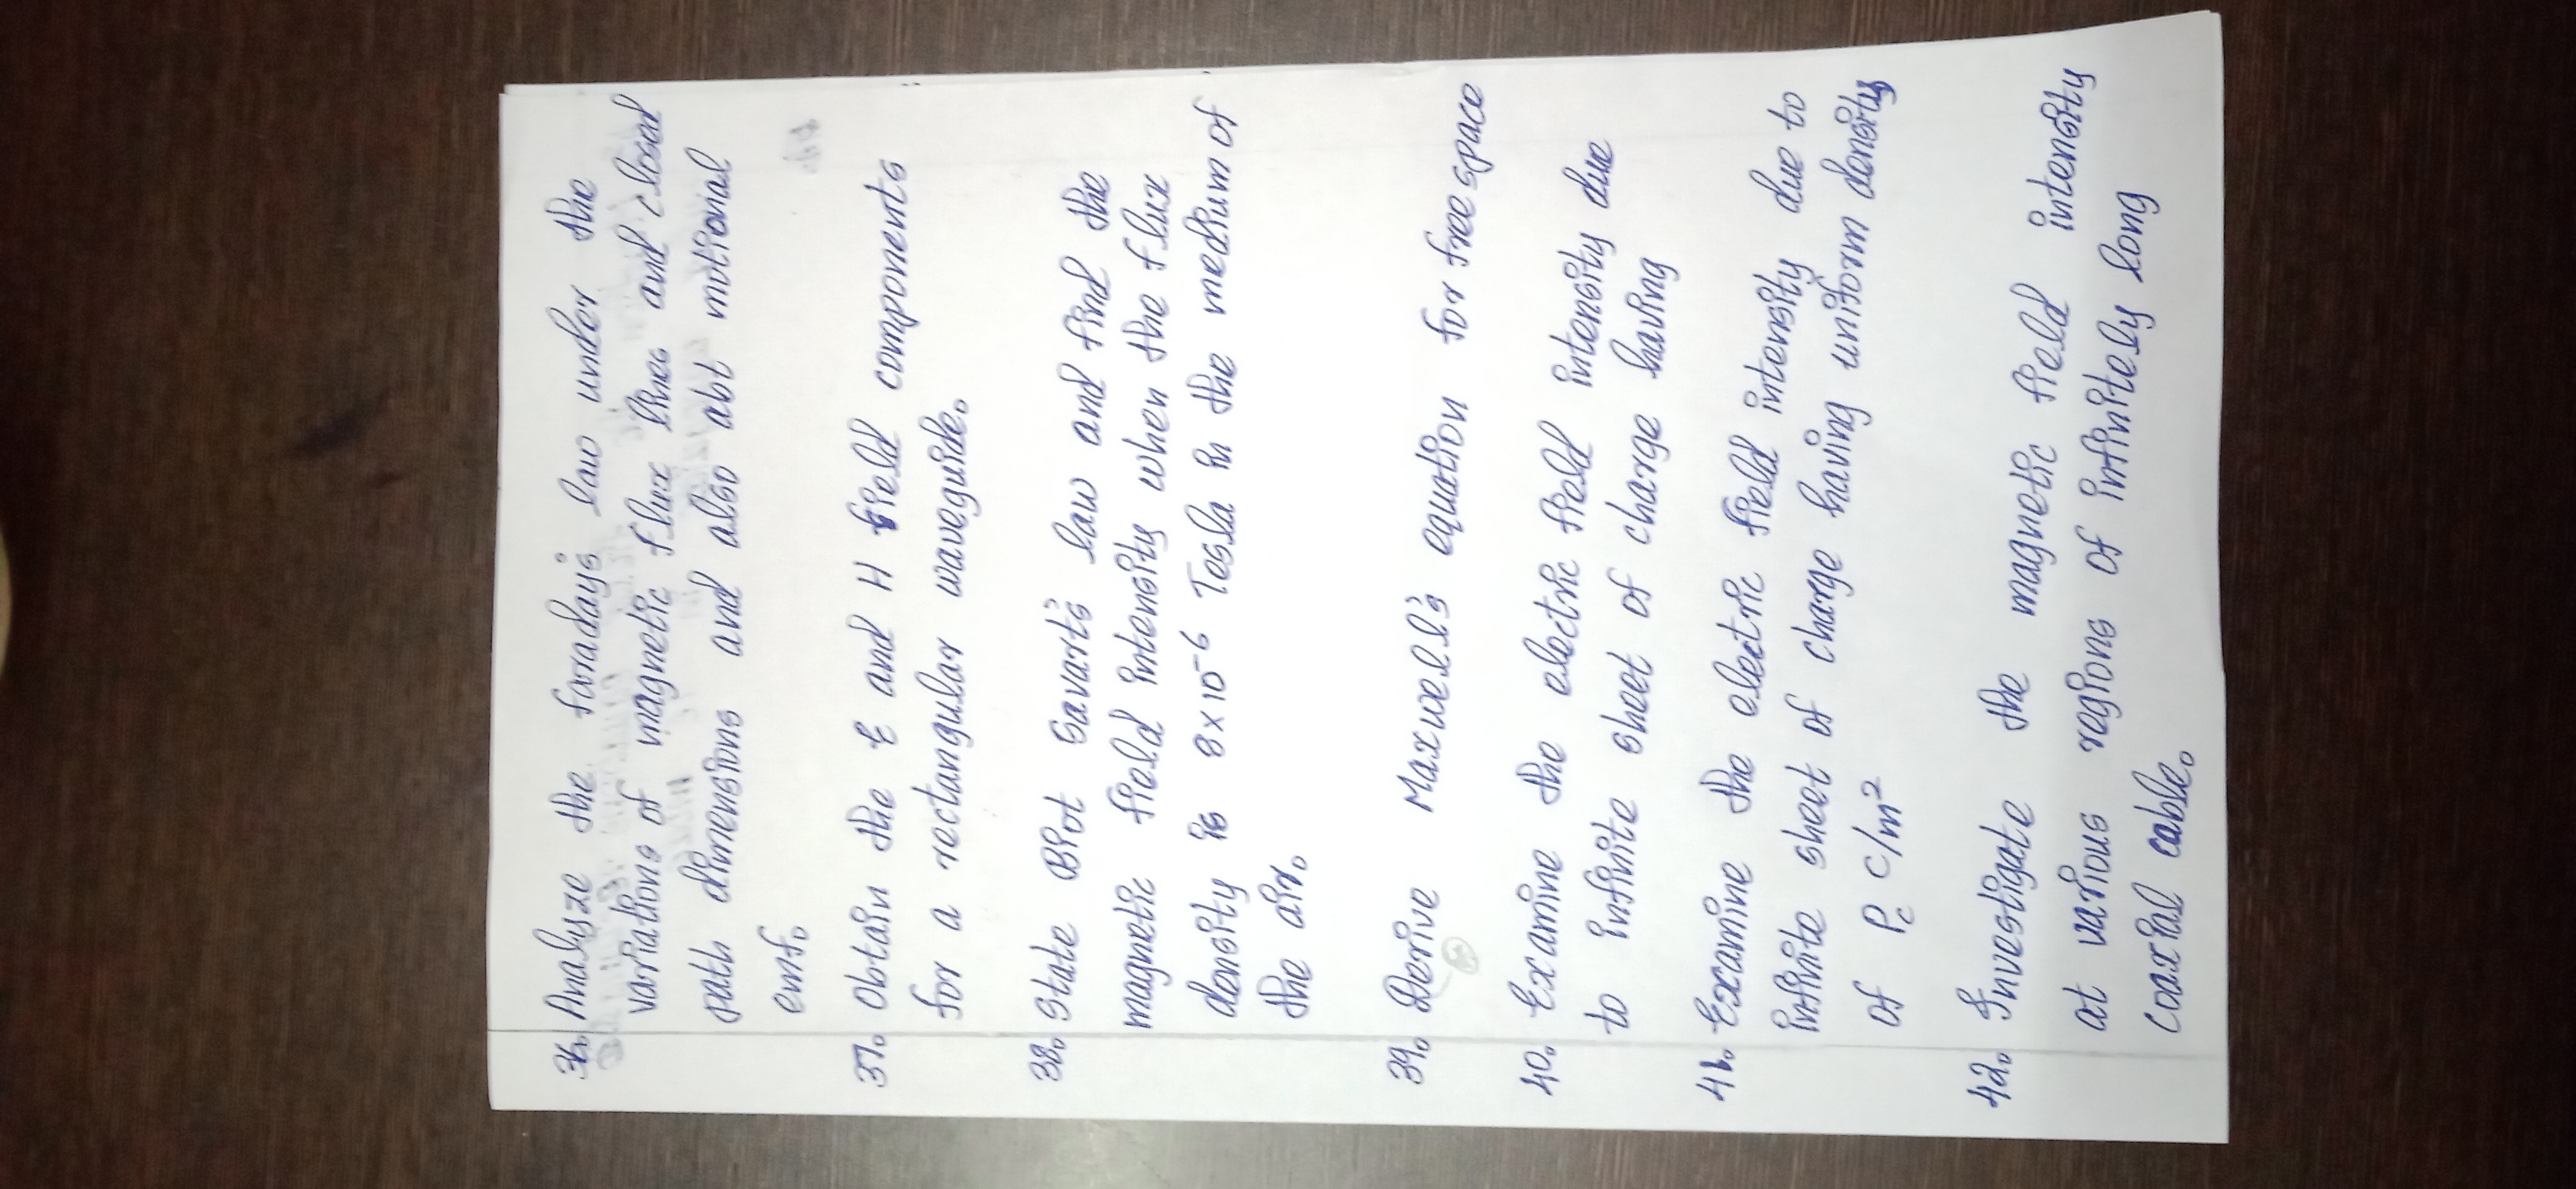 36. Analyze the faraday's law under the
variations of magnetic flux lines and closed
path dimensions and also abt motional
emf.
37. Obtain the E and H field components
for a rectangular waveguide.
38. State Biot Savart's law and find the
magnetic field intensity when the flux
density is 8×10⁻⁶ Tesla in the medium of
the air.
39. Derive Maxwell's equation for free space
40. Examine the electric field intensity due
to infinite sheet of charge having
41. Examine the electric field intensity due to
infinite sheet of charge having uniform density
of Pc C/m²
42. Investigate the magnetic field intensity
at various regions of infinitely long
coaxial cable.